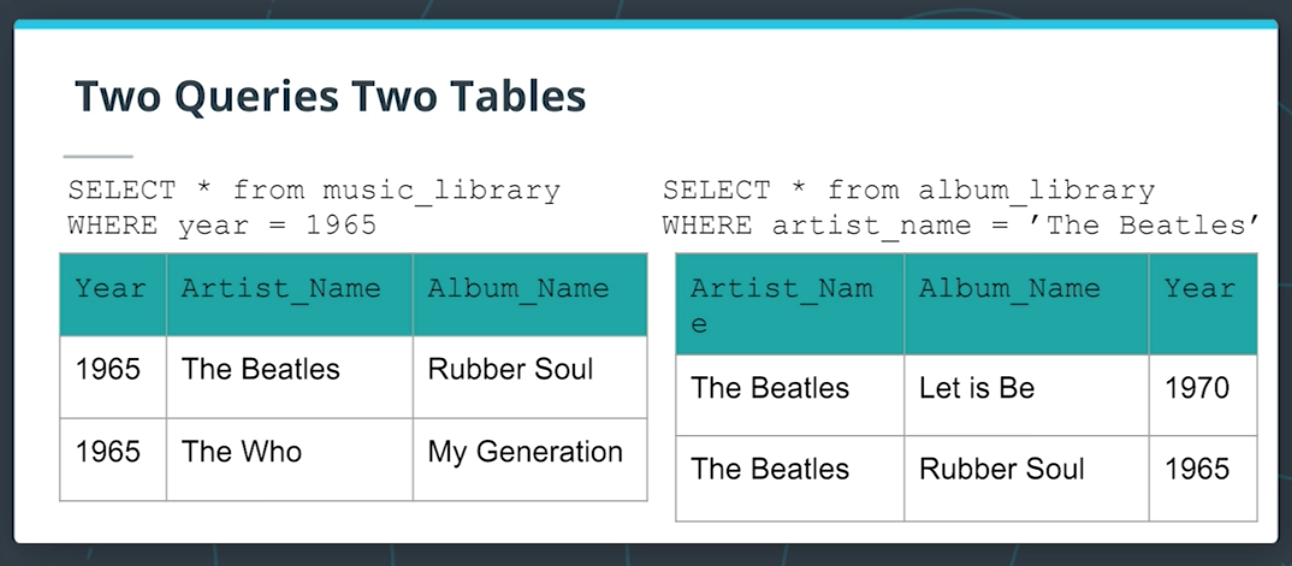 Two Queries Two Tables
SELECT * from music_library
WHERE year = 1965
Year Artist_Name Album_Name
1965 The Beatles Rubber Soul
1965 The Who My Generation
SELECT * from album_library
WHERE artist_name = ’The Beatles’
Artist_Nam Album_Name Year
e
The Beatles Let is Be 1970
The Beatles Rubber Soul 1965